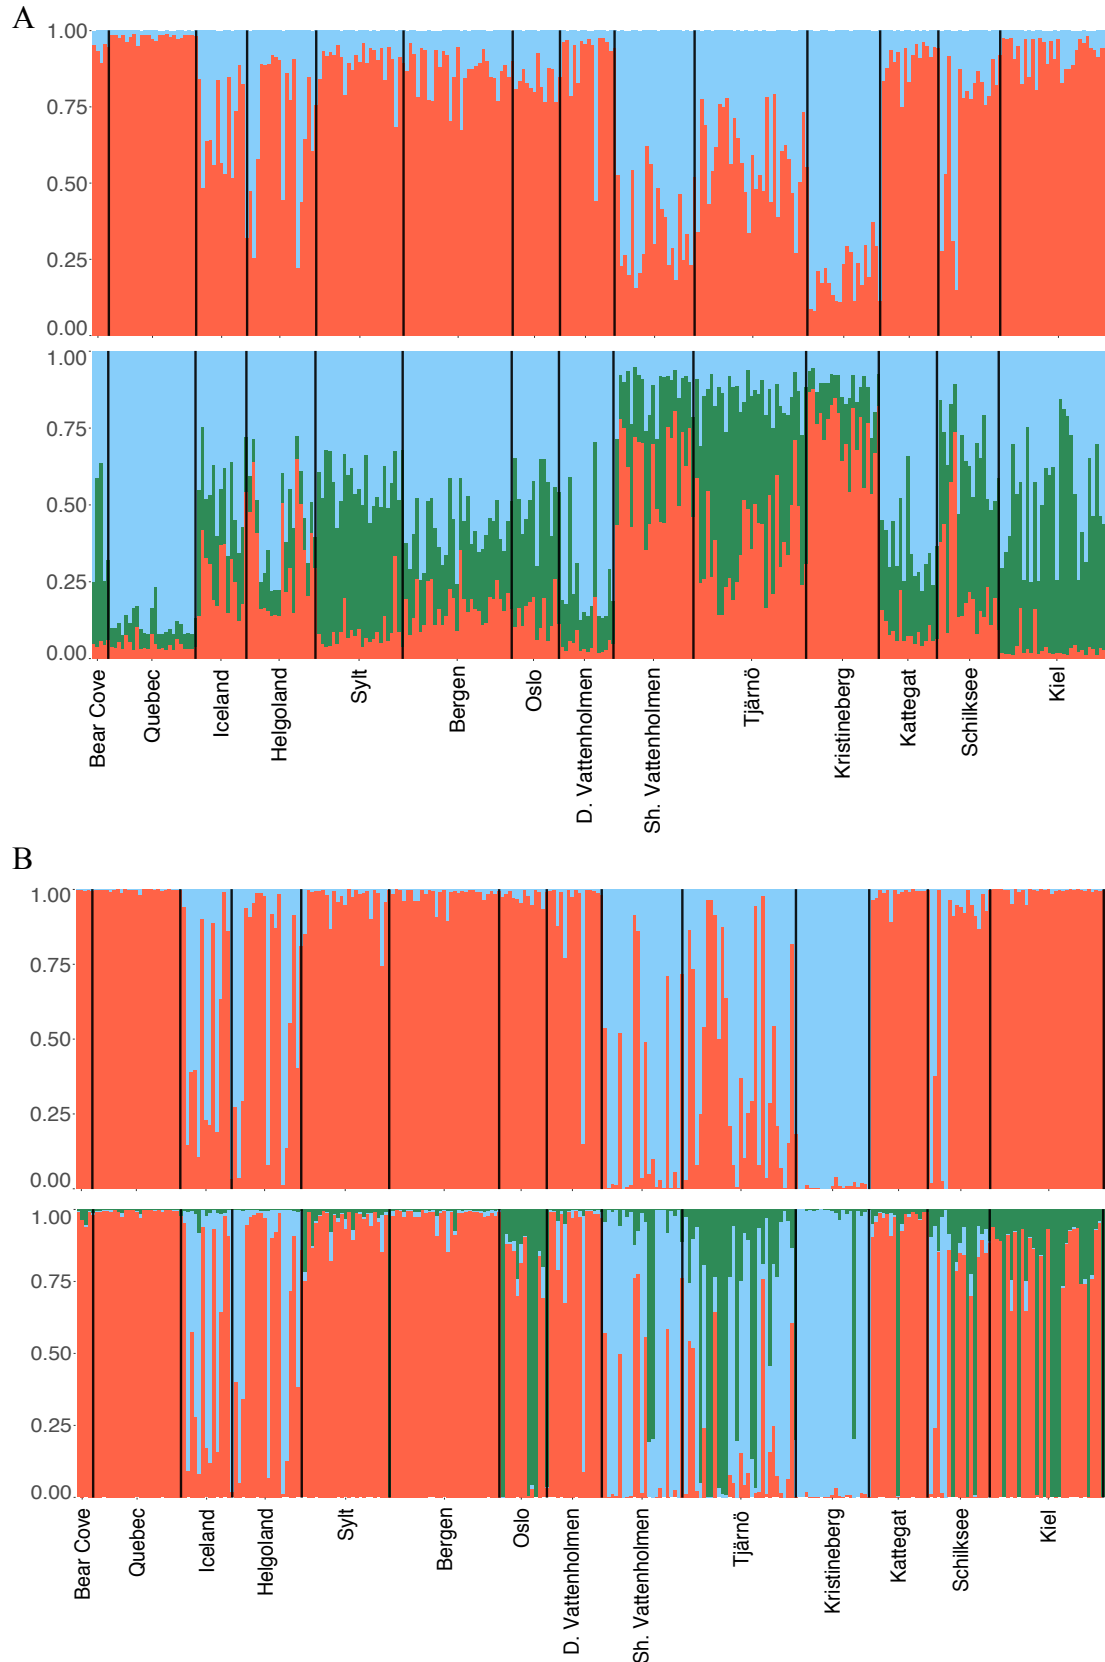 A
1.00
0.75
0.50
0.25
0.00
1.00
0.75
0.50
0.25
0.00
Bear Cove
Quebec
Iceland
Helgoland
Sylt
Bergen
Oslo
D. Vattenholmen
Sh. Vattenholmen
Tjärnö
Kristineberg
Kattegat
Schilksee
Kiel
B
1.00
0.75
0.50
0.25
0.00
1.00
0.75
0.50
0.25
0.00
Bear Cove
Quebec
Iceland
Helgoland
Sylt
Bergen
Oslo
D. Vattenholmen
Sh. Vattenholmen
Tjärnö
Kristineberg
Kattegat
Schilksee
Kiel